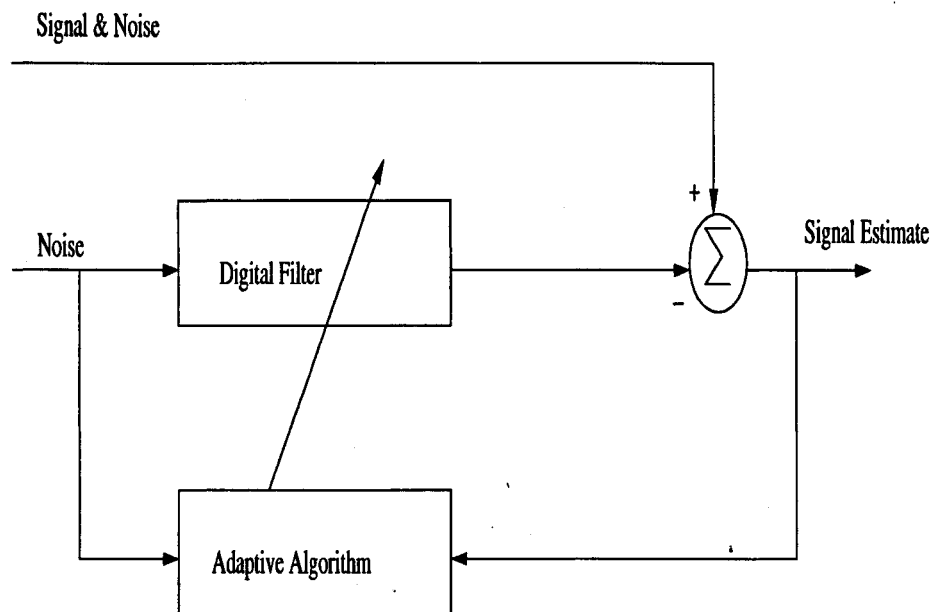 Signal & Noise
+
Σ
Signal Estimate
Noise
Digital Filter
-
Adaptive Algorithm